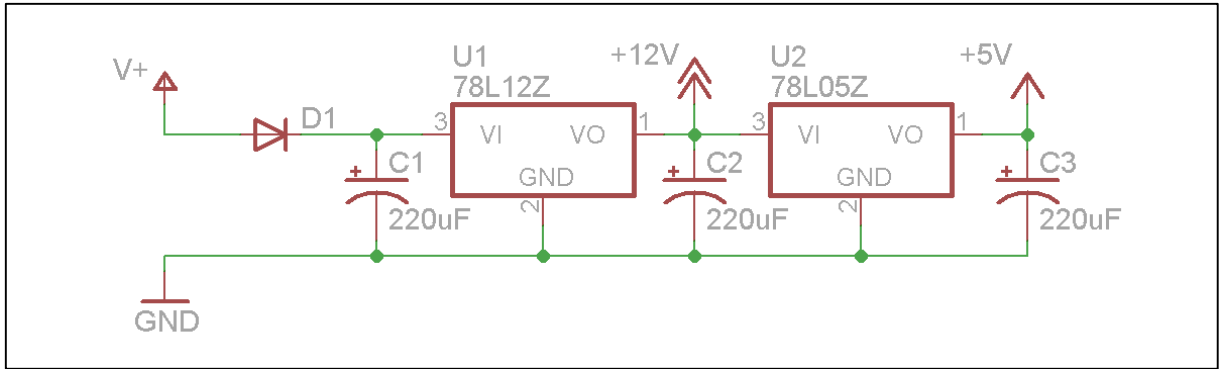 V+
D1
C1
220uF
U1
78L12Z
3
VI
VO
1
GND
2
+12V
C2
220uF
U2
78L05Z
3
VI
VO
1
GND
2
+5V
C3
220uF
GND
+
+
+